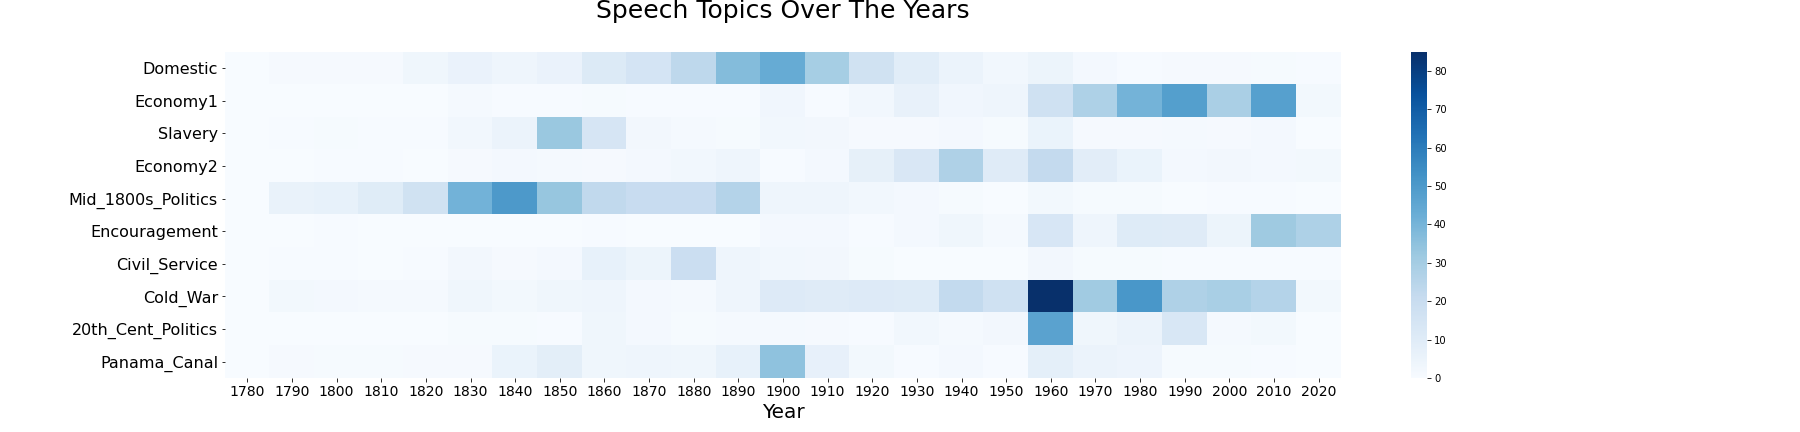 Speech Topics Over The Years
Domestic
Economy1
Slavery
Economy2
Mid_1800s_Politics
Encouragement
Civil_Service
Cold_War
20th_Cent_Politics
Panama_Canal
1780 1790 1800 1810 1820 1830 1840 1850 1860 1870 1880 1890 1900 1910 1920 1930 1940 1950 1960 1970 1980 1990 2000 2010 2020
Year
80
70
60
50
40
30
20
10
0